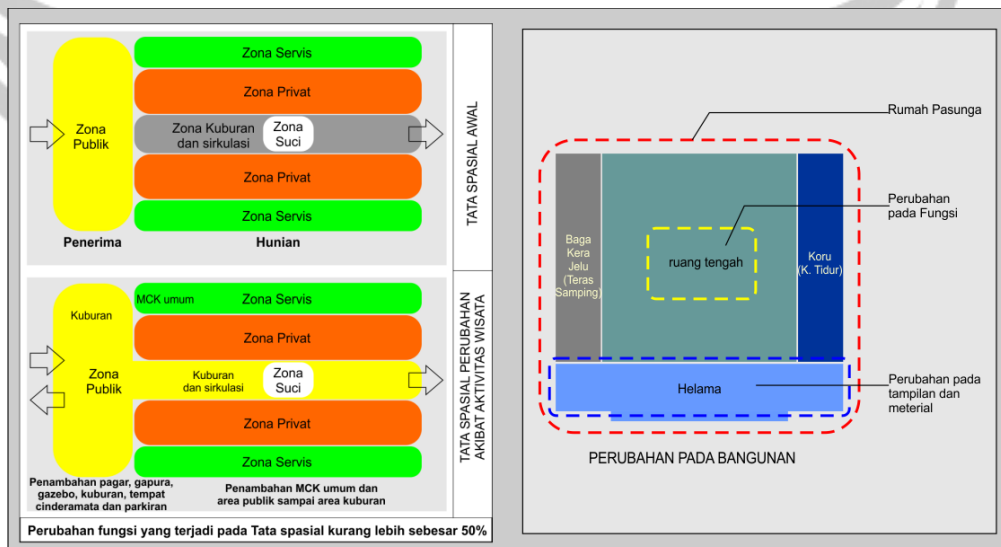 Zona Servis
Zona Privat
Zona
Publik
Zona Kuburan
dan sirkulasi
Zona
Suci
Zona Privat
Zona Servis
Penerima
Hunian
TATA SPASIAL AWAL
MCK umum
Zona Servis
Kuburan
Zona Privat
Zona
Publik
Kuburan
dan sirkulasi
Zona
Suci
Zona Privat
Zona Servis
Penambahan pagar, gapura,
gazebo, kuburan, tempat
cinderamata dan parkiran
Penambahan MCK umum dan
area publik sampai area kuburan
TATA SPASIAL PERUBAHAN
AKIBAT AKTIVITAS WISATA
Perubahan fungsi yang terjadi pada Tata spasial kurang lebih sebesar 50%
Rumah Pasunga
Perubahan
pada Fungsi
Baga
Kera
Jelu
(Teras
Samping)
ruang tengah
Koru
(K. Tidur)
Helama
Perubahan pada
tampilan dan
meterial
PERUBAHAN PADA BANGUNAN